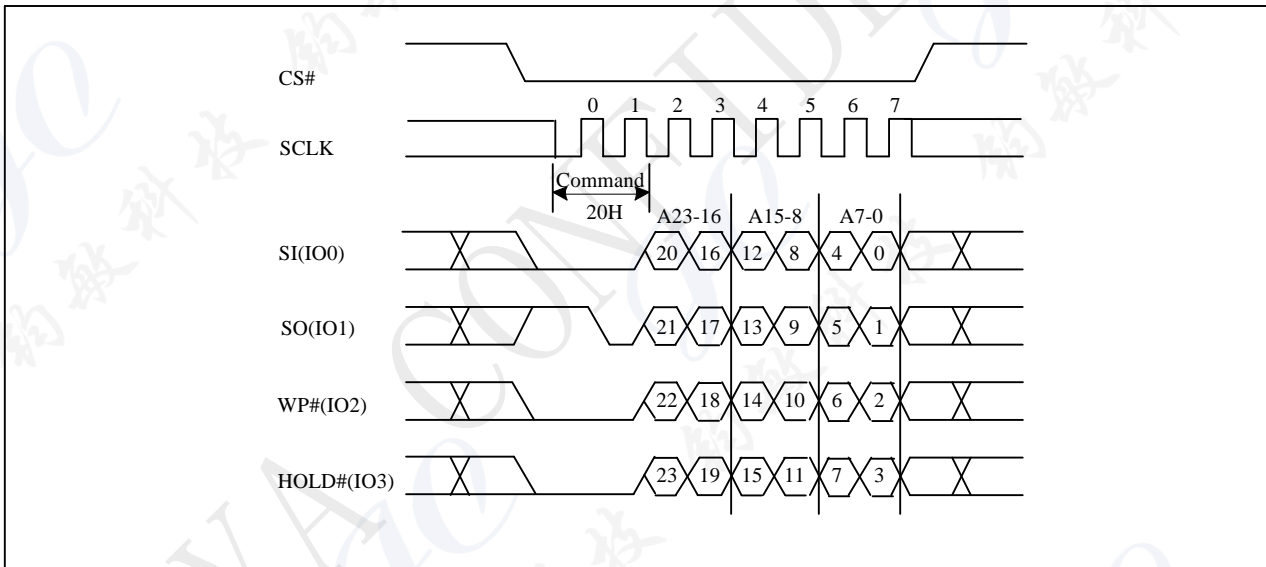 CS#
0 1 2 3 4 5 6 7
SCLK
Command
20H
A23-16 A15-8 A7-0
SI(IO0) 20 16 12 8 4 0
SO(IO1) 21 17 13 9 5 1
WP#(IO2) 22 18 14 10 6 2
HOLD#(IO3) 23 19 15 11 7 3